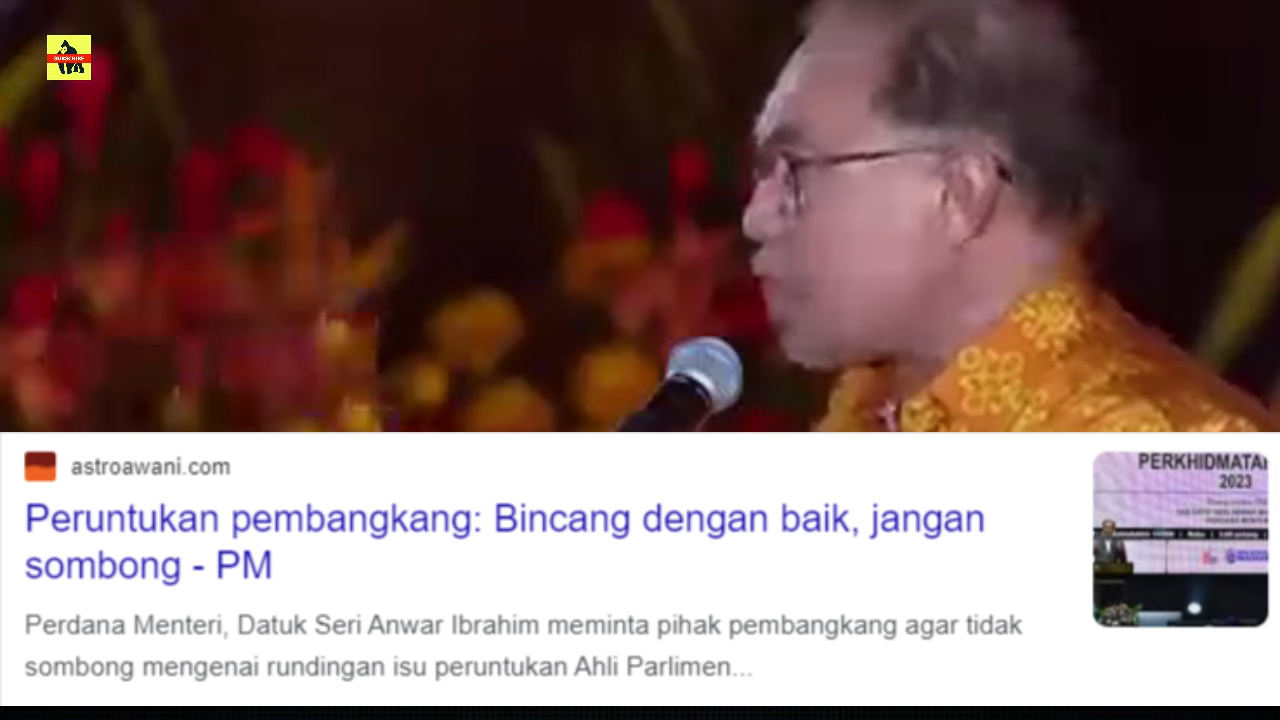 SUBSCRIBE
astroawani.com
Peruntukan pembangkang: Bincang dengan baik, jangan
sombong - PM
Perdana Menteri, Datuk Seri Anwar Ibrahim meminta pihak pembangkang agar tidak
sombong mengenai rundingan isu peruntukan Ahli Parlimen...
PERKHIDMATA
2023